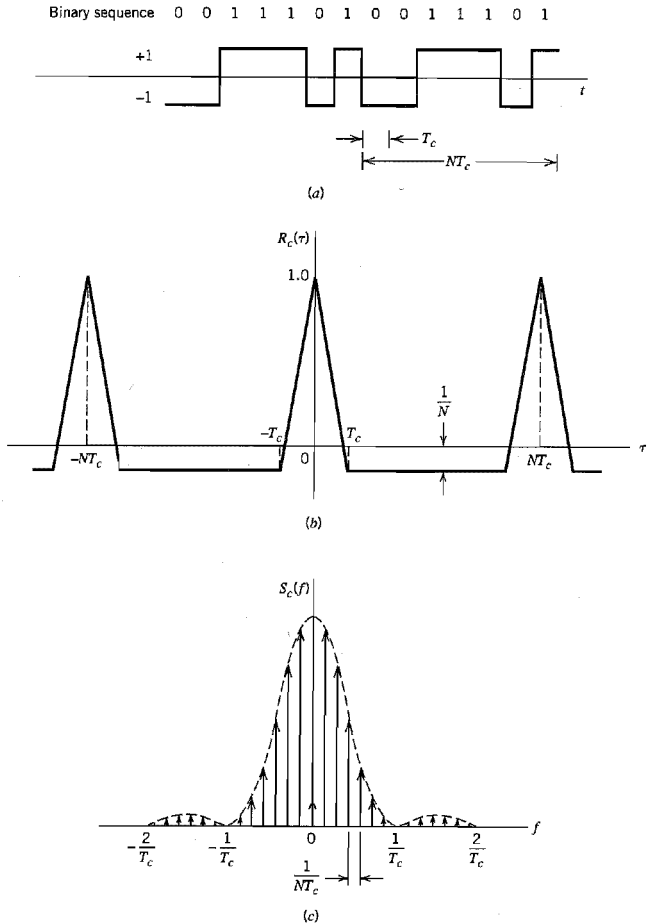 Binary sequence 0 0 1 1 1 0 1 0 0 1 1 1 0 1
+1
−1
t
T_c
NT_c
(a)
R_c(τ)
1.0
1/N
−T_c T_c
−NT_c 0 NT_c τ
(b)
S_c(f)
−2/T_c −1/T_c 0 1/T_c 2/T_c f
1/NT_c
(c)